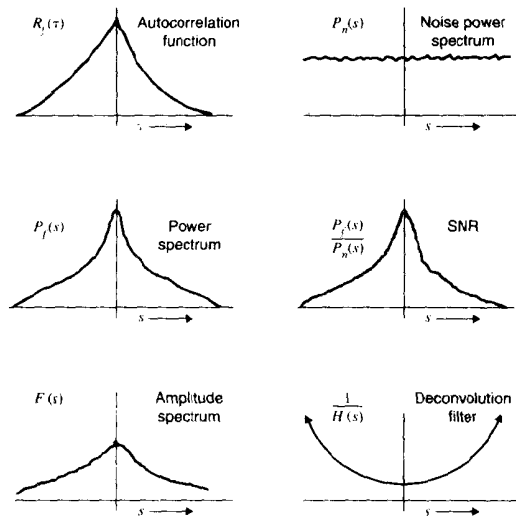 R_f(τ)
Autocorrelation
function
P_n(s)
Noise power
spectrum
s
P_f(s)
Power
spectrum
s
P_f(s)
P_n(s)
SNR
s
F(s)
Amplitude
spectrum
s
1
H(s)
Deconvolution
filter
s